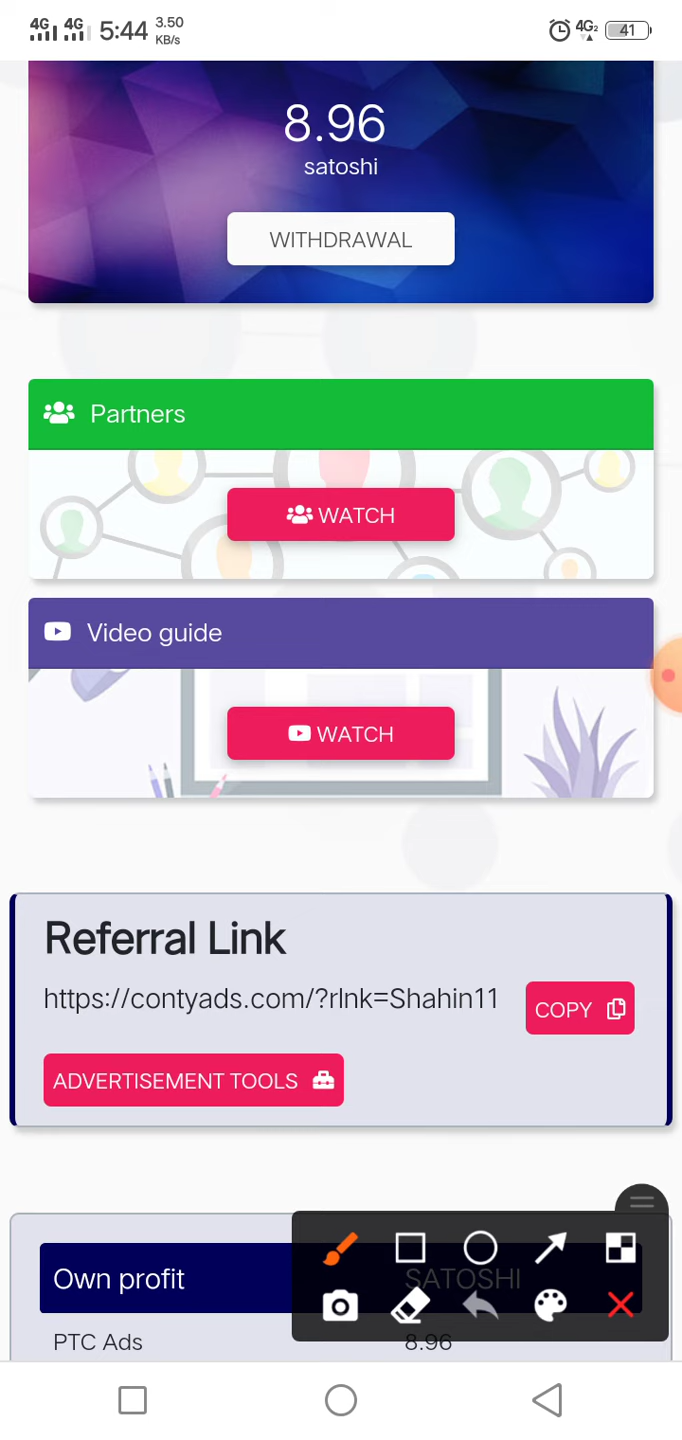 4G 4G 5:44 3.50 KB/s 4G2 41
8.96
satoshi
WITHDRAWAL
Partners
WATCH
Video guide
WATCH
Referral Link
https://contyads.com/?rlnk=Shahin11
COPY
ADVERTISEMENT TOOLS
Own profit SATOSHI
PTC Ads 8.96